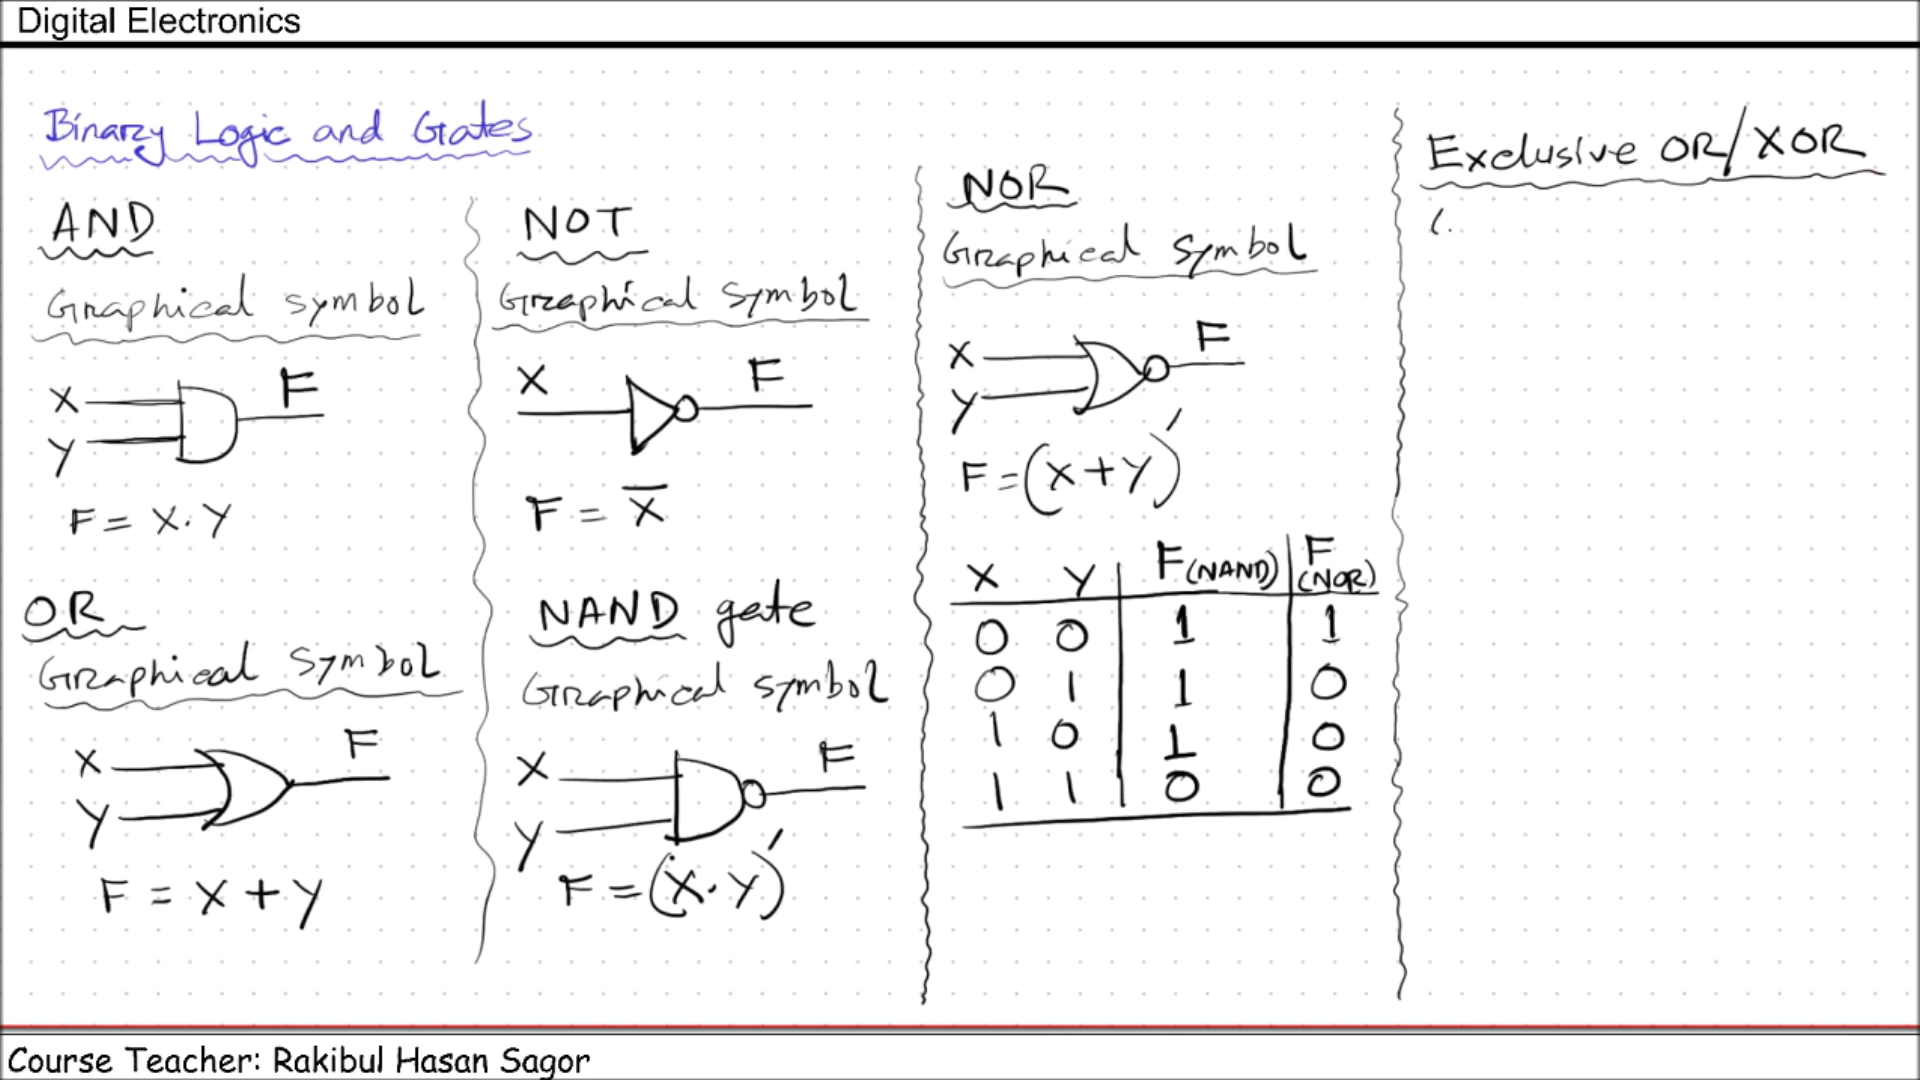 Digital Electronics
Binary Logic and Gates
AND
Graphical symbol
X
Y
F
F = X.Y
OR
Graphical Symbol
X
Y
F
F = X + Y
NOT
Graphical Symbol
X
F
F = X̅
NAND gate
Graphical symbol
X
Y
F
F = (X.Y)'
NOR
Graphical symbol
X
Y
F
F = (X+Y)'
X Y F(NAND) F(NOR)
0 0 1 1
0 1 1 0
1 0 1 0
1 1 0 0
Exclusive OR/XOR
Course Teacher: Rakibul Hasan Sagor